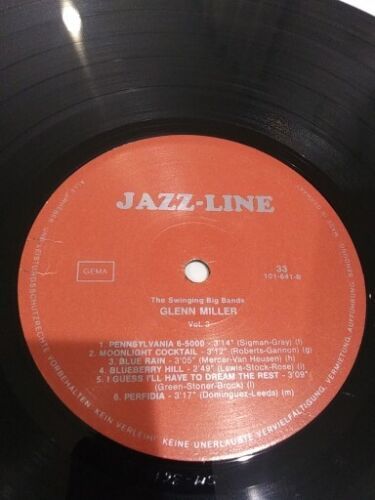 JAZZ-LINE
GEMA
33
101-641-B
The Swinging Big Bands
GLENN MILLER
Vol. 3
1. PENNSYLVANIA 6-5000 - 3'14" (Sigman-Gray) (l)
2. MOONLIGHT COCKTAIL - 3'12" (Roberts-Gannon) (g)
3. BLUE RAIN - 3'05" (Mercer-Van Heusen) (h)
4. BLUEBERRY HILL - 2'49" (Lewis-Stock-Rose) (l)
5. I GUESS I'LL HAVE TO DREAM THE REST - 3'09"
(Green-Stoner-Brock) (l)
6. PERFIDIA - 3'17" (Dominguez-Leeds) (m)
UND LEISTUNGSSCHUTZRECHTE VORBEHALTEN KEIN VERLEIH! KEINE UNERLAUBTE VERVIELFÄLTIGUNG, VERMIETUNG, AUFFÜHRUNG,